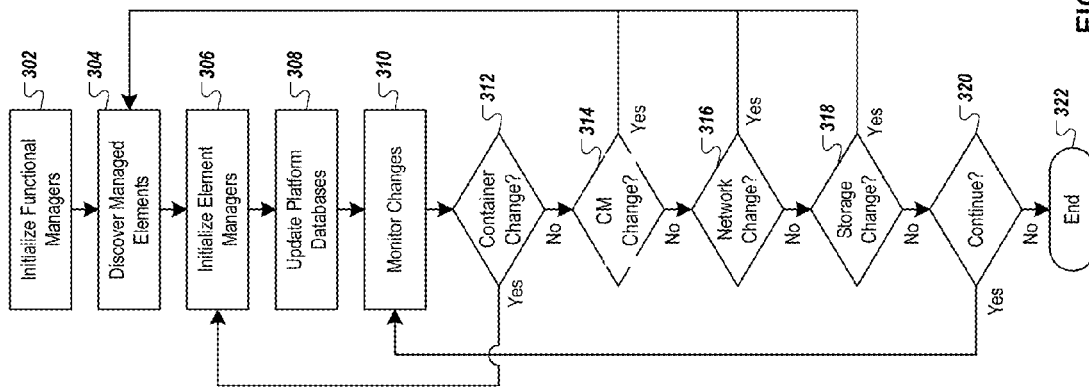 302
Initialize Functional
Managers
304
Discover Managed
Elements
306
Initialize Element
Managers
308
Update Platform
Databases
310
Monitor Changes
312
Container
Change?
Yes
No
314
CM
Change?
Yes
No
316
Network
Change?
Yes
No
318
Storage
Change?
Yes
No
320
Continue?
Yes
No
322
End